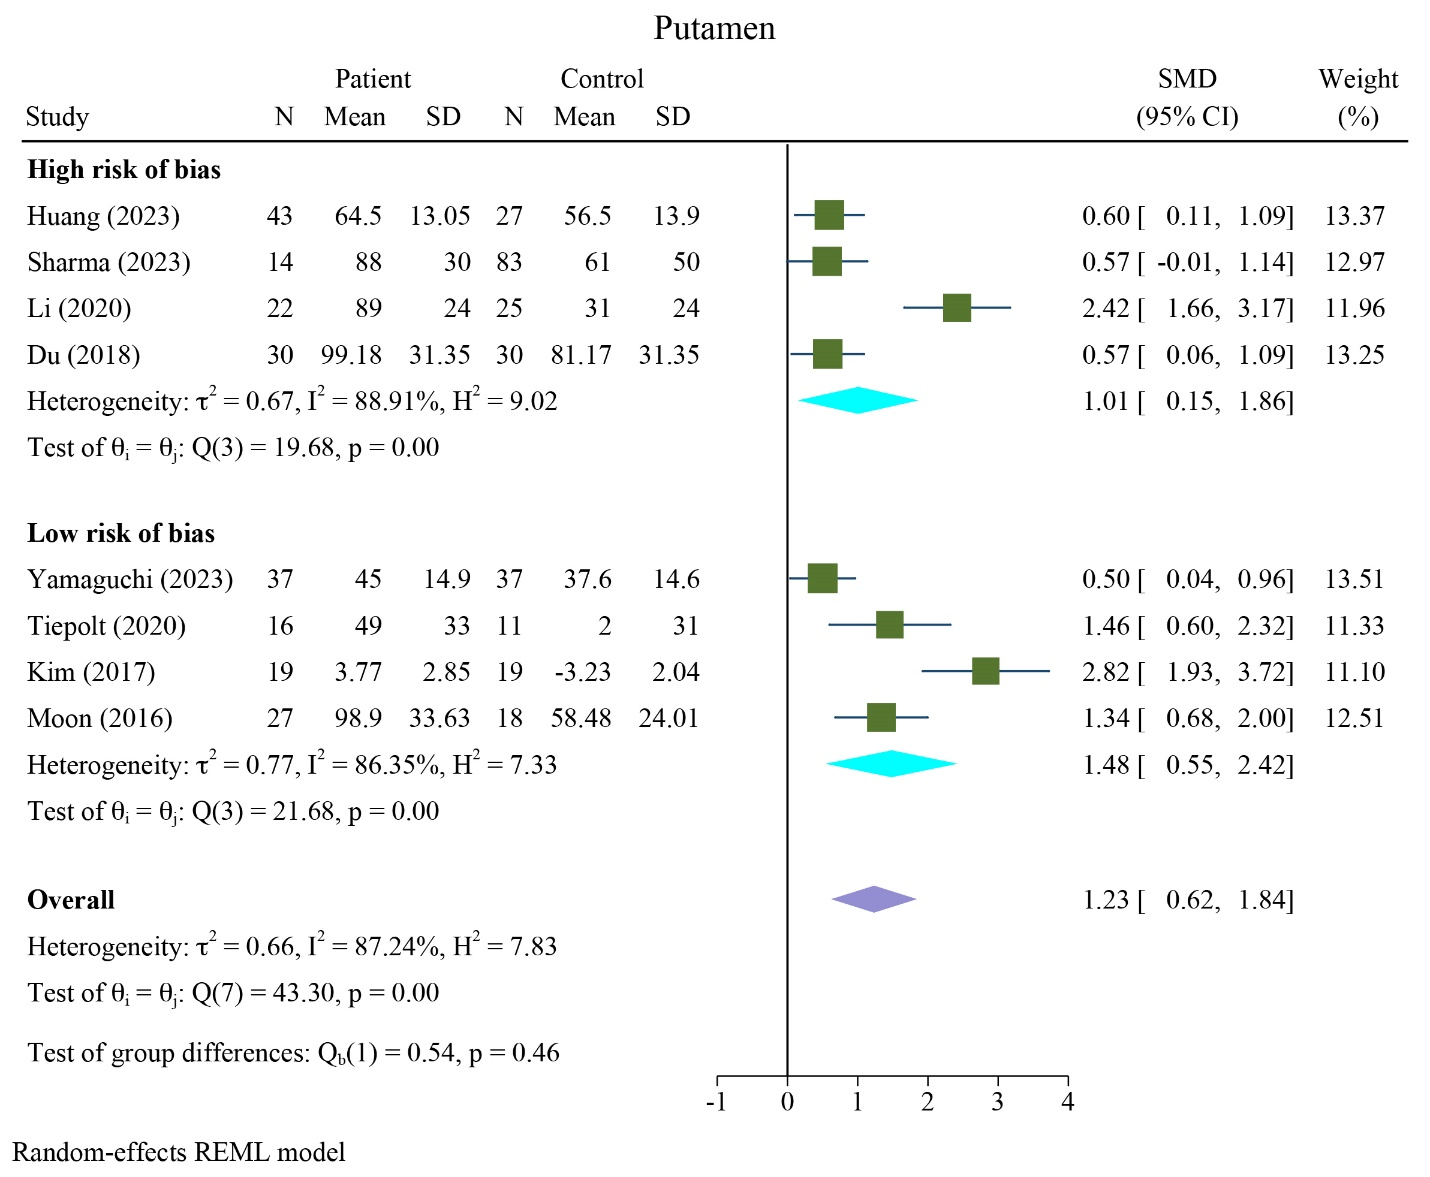 Putamen
Patient Control SMD Weight
Study N Mean SD N Mean SD (95% CI) (%)
High risk of bias
Huang (2023) 43 64.5 13.05 27 56.5 13.9 0.60 [ 0.11, 1.09] 13.37
Sharma (2023) 14 88 30 83 61 50 0.57 [ -0.01, 1.14] 12.97
Li (2020) 22 89 24 25 31 24 2.42 [ 1.66, 3.17] 11.96
Du (2018) 30 99.18 31.35 30 81.17 31.35 0.57 [ 0.06, 1.09] 13.25
Heterogeneity: τ² = 0.67, I² = 88.91%, H² = 9.02 1.01 [ 0.15, 1.86]
Test of θᵢ = θⱼ: Q(3) = 19.68, p = 0.00
Low risk of bias
Yamaguchi (2023) 37 45 14.9 37 37.6 14.6 0.50 [ 0.04, 0.96] 13.51
Tiepolt (2020) 16 49 33 11 2 31 1.46 [ 0.60, 2.32] 11.33
Kim (2017) 19 3.77 2.85 19 -3.23 2.04 2.82 [ 1.93, 3.72] 11.10
Moon (2016) 27 98.9 33.63 18 58.48 24.01 1.34 [ 0.68, 2.00] 12.51
Heterogeneity: τ² = 0.77, I² = 86.35%, H² = 7.33 1.48 [ 0.55, 2.42]
Test of θᵢ = θⱼ: Q(3) = 21.68, p = 0.00
Overall 1.23 [ 0.62, 1.84]
Heterogeneity: τ² = 0.66, I² = 87.24%, H² = 7.83
Test of θᵢ = θⱼ: Q(7) = 43.30, p = 0.00
Test of group differences: Q_b(1) = 0.54, p = 0.46
-1 0 1 2 3 4
Random-effects REML model